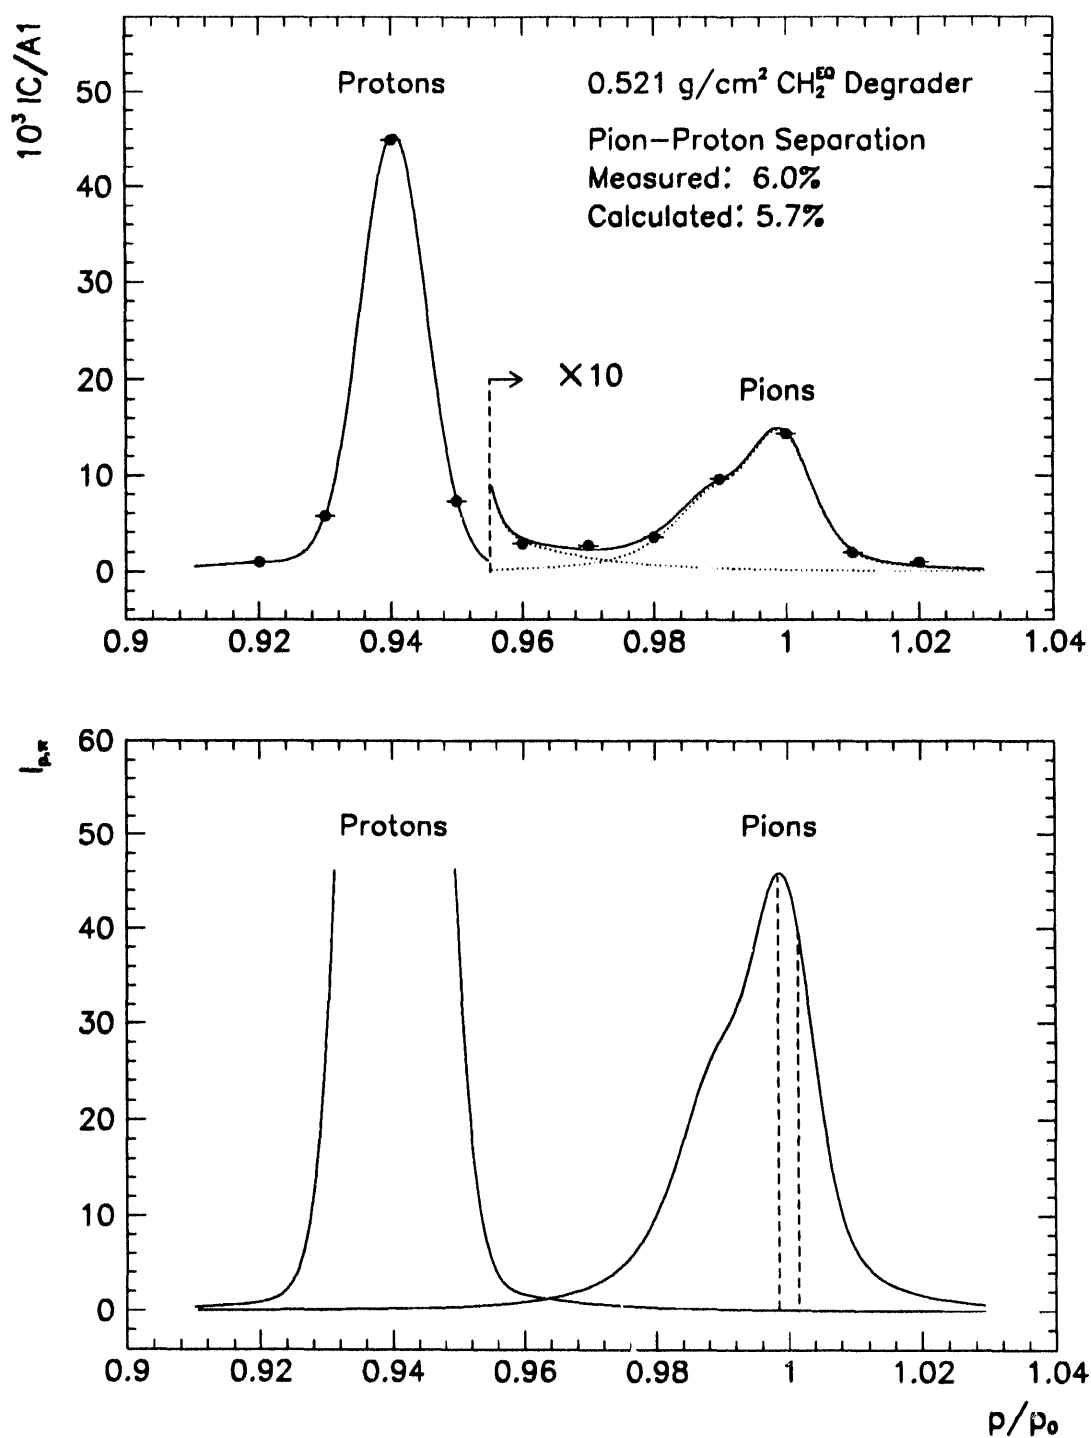 10³ IC/A1
50
40
30
20
10
0
Protons
0.521 g/cm² CH₂ᴱQ Degrader
Pion–Proton Separation
Measured: 6.0%
Calculated: 5.7%
×10
Pions
0.9 0.92 0.94 0.96 0.98 1 1.02 1.04
I p,π
60
50
40
30
20
10
0
Protons
Pions
0.9 0.92 0.94 0.96 0.98 1 1.02 1.04
p/p₀